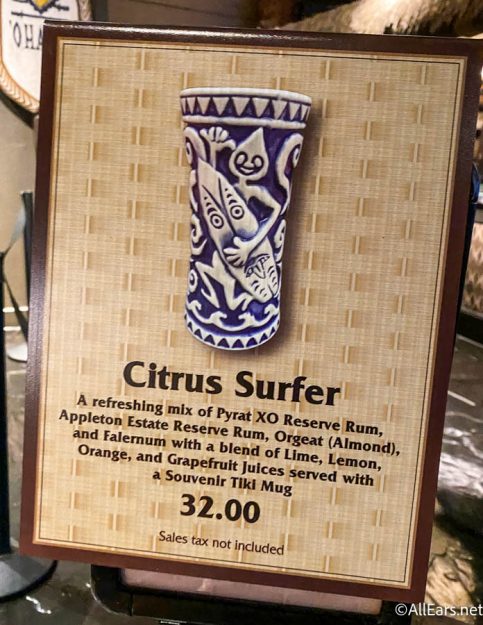 'OHA
Citrus Surfer
A refreshing mix of Pyrat XO Reserve Rum,
Appleton Estate Reserve Rum, Orgeat (Almond),
and Falernum with a blend of Lime, Lemon,
Orange, and Grapefruit Juices served with
a Souvenir Tiki Mug
32.00
Sales tax not included
©AllEars.net